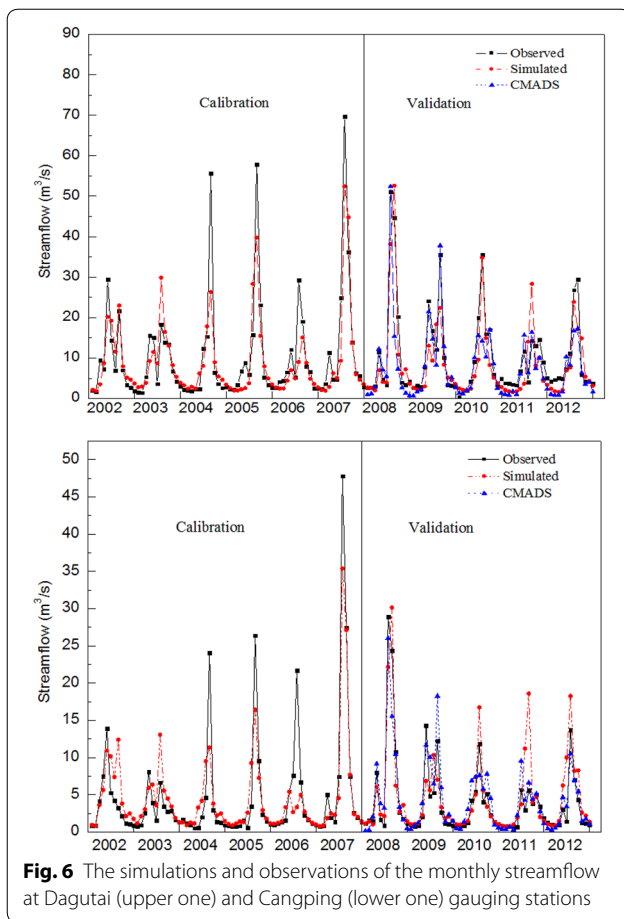 90
80
70
60
50
40
30
20
10
0
Streamflow (m³/s)
Calibration
Validation
Observed
Simulated
CMADS
2002 2003 2004 2005 2006 2007 2008 2009 2010 2011 2012
50
45
40
35
30
25
20
15
10
5
0
Streamflow (m³/s)
Calibration
Validation
Observed
Simulated
CMADS
2002 2003 2004 2005 2006 2007 2008 2009 2010 2011 2012
Fig. 6 The simulations and observations of the monthly streamflow
at Dagutai (upper one) and Cangping (lower one) gauging stations